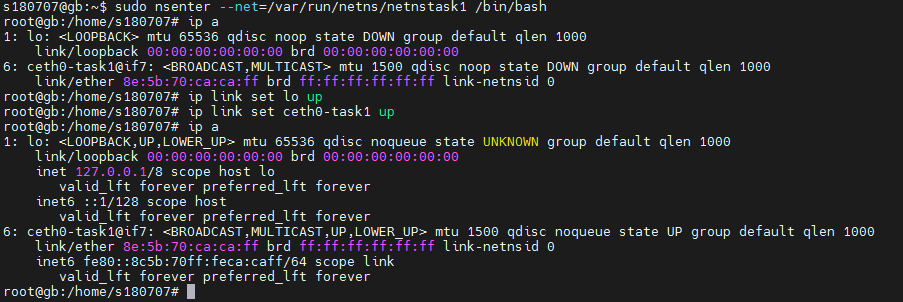 s180707@gb:~$ sudo nsenter --net=/var/run/netns/netnstask1 /bin/bash
root@gb:/home/s180707# ip a
1: lo: <LOOPBACK> mtu 65536 qdisc noop state DOWN group default qlen 1000
    link/loopback 00:00:00:00:00:00 brd 00:00:00:00:00:00
6: ceth0-task1@if7: <BROADCAST,MULTICAST> mtu 1500 qdisc noop state DOWN group default qlen 1000
    link/ether 8e:5b:70:ca:ca:ff brd ff:ff:ff:ff:ff:ff link-netnsid 0
root@gb:/home/s180707# ip link set lo up
root@gb:/home/s180707# ip link set ceth0-task1 up
root@gb:/home/s180707# ip a
1: lo: <LOOPBACK,UP,LOWER_UP> mtu 65536 qdisc noqueue state UNKNOWN group default qlen 1000
    link/loopback 00:00:00:00:00:00 brd 00:00:00:00:00:00
    inet 127.0.0.1/8 scope host lo
       valid_lft forever preferred_lft forever
    inet6 ::1/128 scope host
       valid_lft forever preferred_lft forever
6: ceth0-task1@if7: <BROADCAST,MULTICAST,UP,LOWER_UP> mtu 1500 qdisc noqueue state UP group default qlen 1000
    link/ether 8e:5b:70:ca:ca:ff brd ff:ff:ff:ff:ff:ff link-netnsid 0
    inet6 fe80::8c5b:70ff:feca:caff/64 scope link
       valid_lft forever preferred_lft forever
root@gb:/home/s180707#